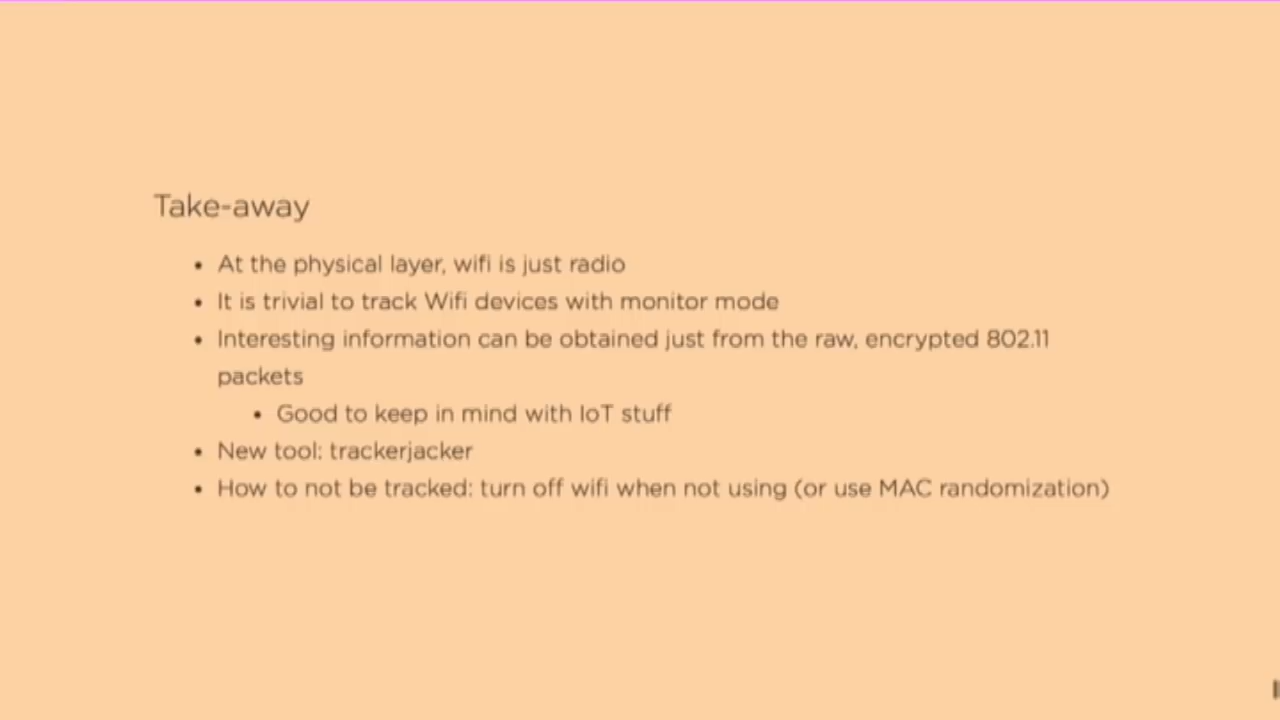 Take-away
• At the physical layer, wifi is just radio
• It is trivial to track Wifi devices with monitor mode
• Interesting information can be obtained just from the raw, encrypted 802.11
packets
• Good to keep in mind with IoT stuff
• New tool: trackerjacker
• How to not be tracked: turn off wifi when not using (or use MAC randomization)